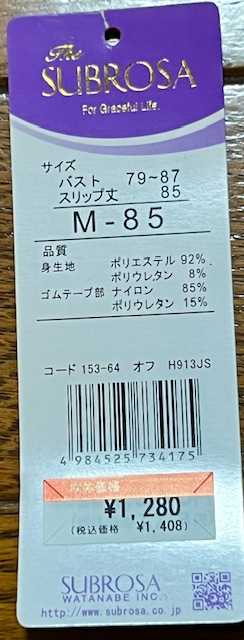 The
SUBROSA
For Graceful Life.
サイズ
バスト 79~87
スリップ丈 85
M-85
品質
身生地 ポリエステル 92%
ポリウレタン 8%
ゴムテープ部 ナイロン 85%
ポリウレタン 15%
コード 153-64 オフ H913JS
4 984525 734175
¥1,280
(税込価格 ¥1,408)
SUBROSA
WATANABE INC.
http://www.subrosa.co.jp